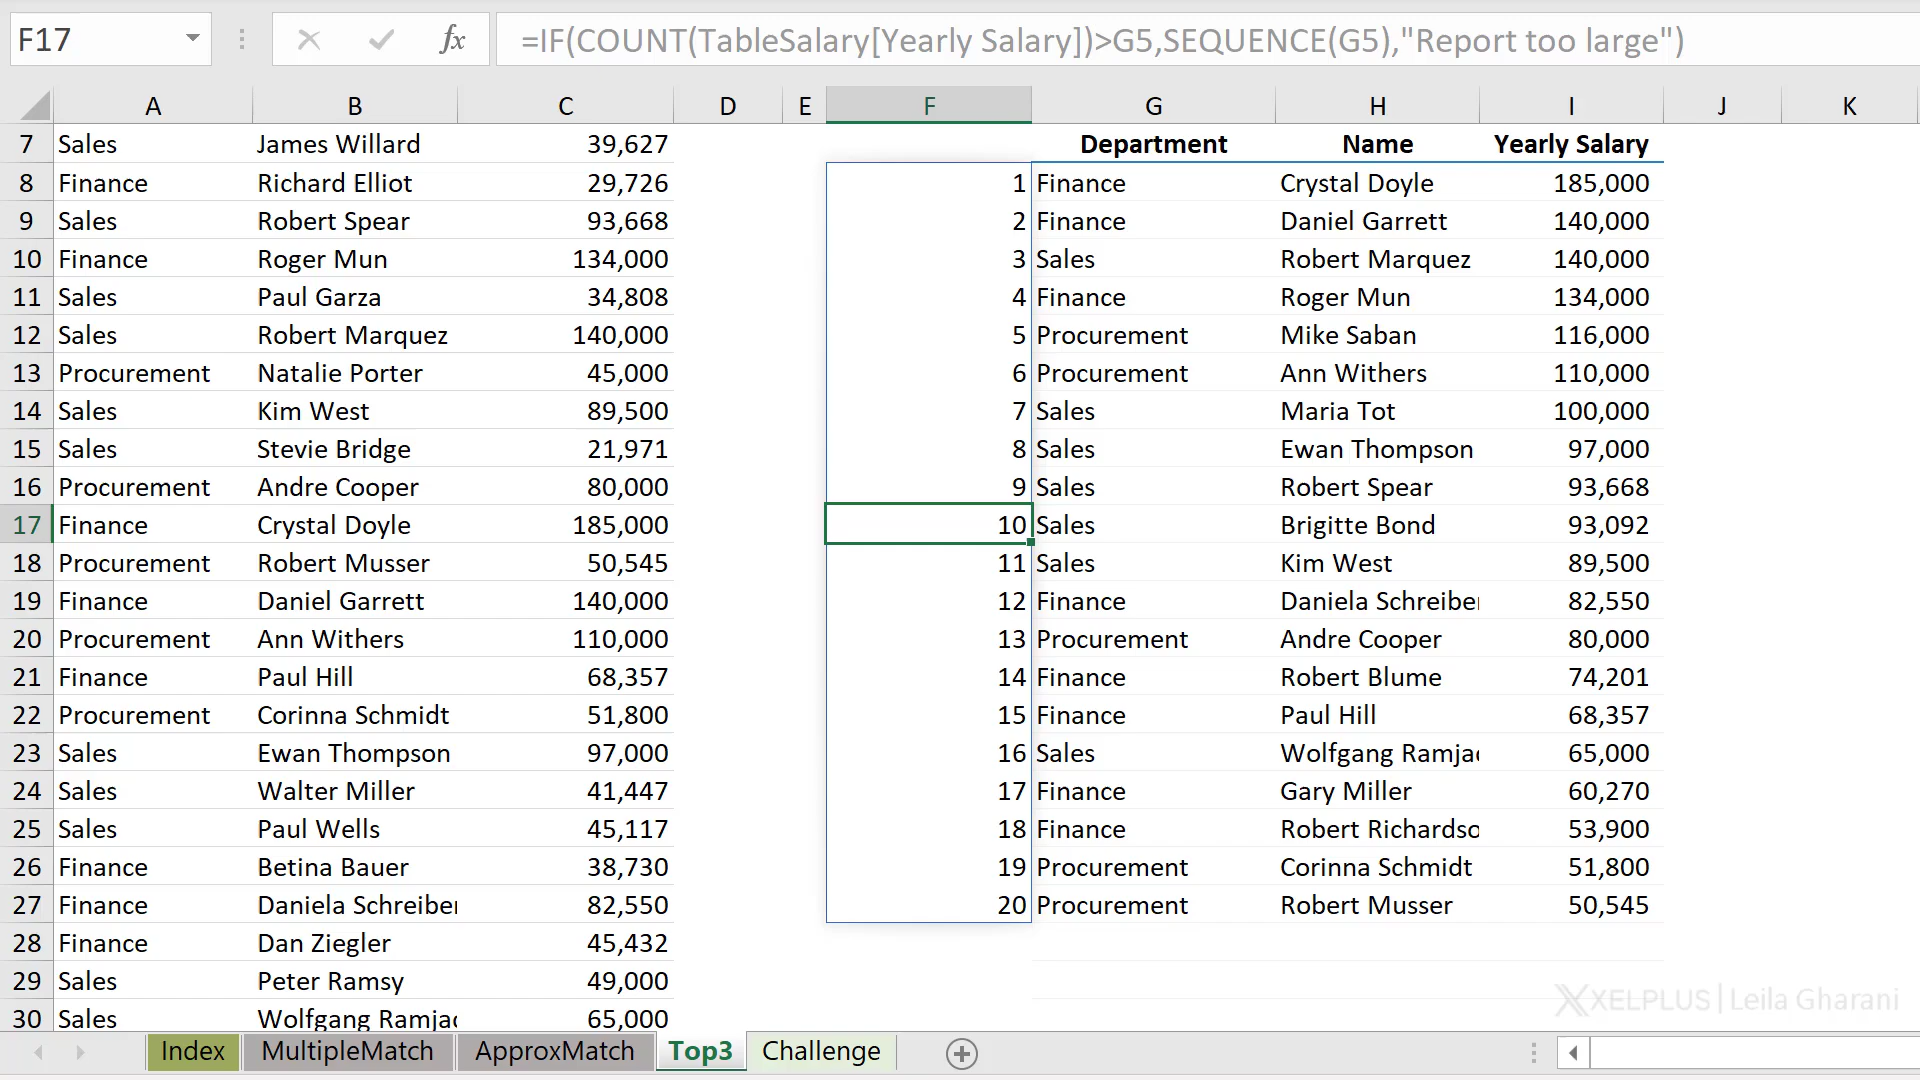 F17 fx =IF(COUNT(TableSalary[Yearly Salary])>G5,SEQUENCE(G5),"Report too large")
A B C D E F G H I J K
7 Sales James Willard 39,627 Department Name Yearly Salary
8 Finance Richard Elliot 29,726 1 Finance Crystal Doyle 185,000
9 Sales Robert Spear 93,668 2 Finance Daniel Garrett 140,000
10 Finance Roger Mun 134,000 3 Sales Robert Marquez 140,000
11 Sales Paul Garza 34,808 4 Finance Roger Mun 134,000
12 Sales Robert Marquez 140,000 5 Procurement Mike Saban 116,000
13 Procurement Natalie Porter 45,000 6 Procurement Ann Withers 110,000
14 Sales Kim West 89,500 7 Sales Maria Tot 100,000
15 Sales Stevie Bridge 21,971 8 Sales Ewan Thompson 97,000
16 Procurement Andre Cooper 80,000 9 Sales Robert Spear 93,668
17 Finance Crystal Doyle 185,000 10 Sales Brigitte Bond 93,092
18 Procurement Robert Musser 50,545 11 Sales Kim West 89,500
19 Finance Daniel Garrett 140,000 12 Finance Daniela Schreiber 82,550
20 Procurement Ann Withers 110,000 13 Procurement Andre Cooper 80,000
21 Finance Paul Hill 68,357 14 Finance Robert Blume 74,201
22 Procurement Corinna Schmidt 51,800 15 Finance Paul Hill 68,357
23 Sales Ewan Thompson 97,000 16 Sales Wolfgang Ramjac 65,000
24 Sales Walter Miller 41,447 17 Finance Gary Miller 60,270
25 Sales Paul Wells 45,117 18 Finance Robert Richardso 53,900
26 Finance Betina Bauer 38,730 19 Procurement Corinna Schmidt 51,800
27 Finance Daniela Schreiber 82,550 20 Procurement Robert Musser 50,545
28 Finance Dan Ziegler 45,432
29 Sales Peter Ramsy 49,000
30 Sales Wolfgang Ramjac 65,000
XELPLUS | Leila Gharani
Index MultipleMatch ApproxMatch Top3 Challenge